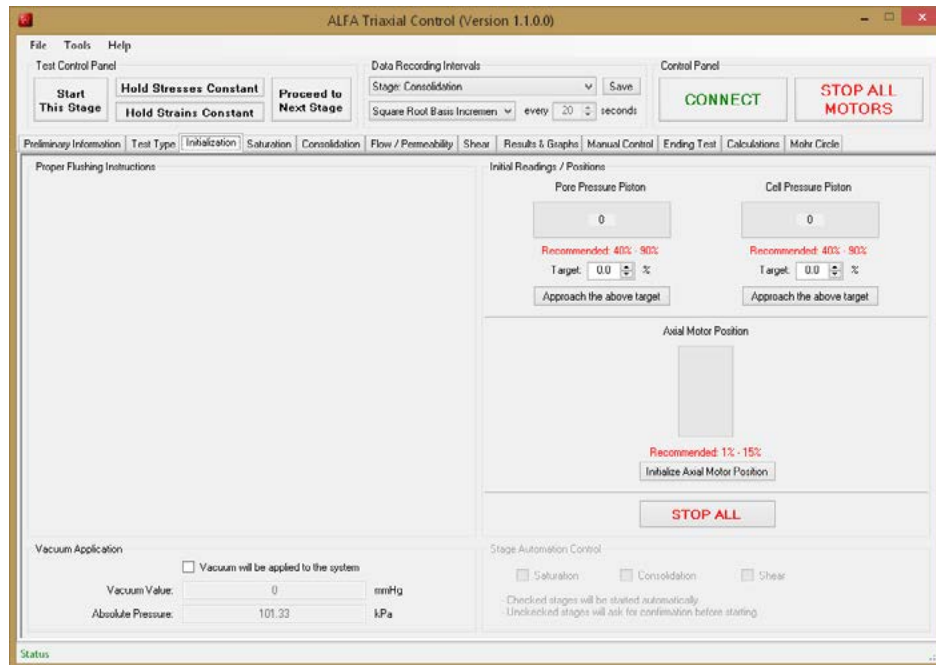 ALFA Triaxial Control (Version 1.1.0.0)
File Tools Help
Test Control Panel
Start This Stage
Hold Stresses Constant
Hold Strains Constant
Proceed to Next Stage
Data Recording Intervals
Stage: Consolidation
Save
Square Root Basis Incremen
every 20 seconds
Control Panel
CONNECT
STOP ALL MOTORS
Preliminary Information Test Type Initialization Saturation Consolidation Flow / Permeability Shear Results & Graphs Manual Control Ending Test Calculations Mohr Circle
Proper Flushing Instructions
Initial Readings / Positions
Pore Pressure Piston Cell Pressure Piston
0 0
Recommended: 40% - 90% Recommended: 40% - 90%
Target: 0.0 % Target: 0.0 %
Approach the above target Approach the above target
Axial Motor Position
Recommended: 1% - 15%
Initialize Axial Motor Position
STOP ALL
Vacuum Application
Vacuum will be applied to the system
Vacuum Value: 0 mmHg
Absolute Pressure: 101.33 kPa
Stage Automation Control
Saturation Consolidation Shear
- Checked stages will be started automatically.
- Unckecked stages will ask for confirmation before starting.
Status